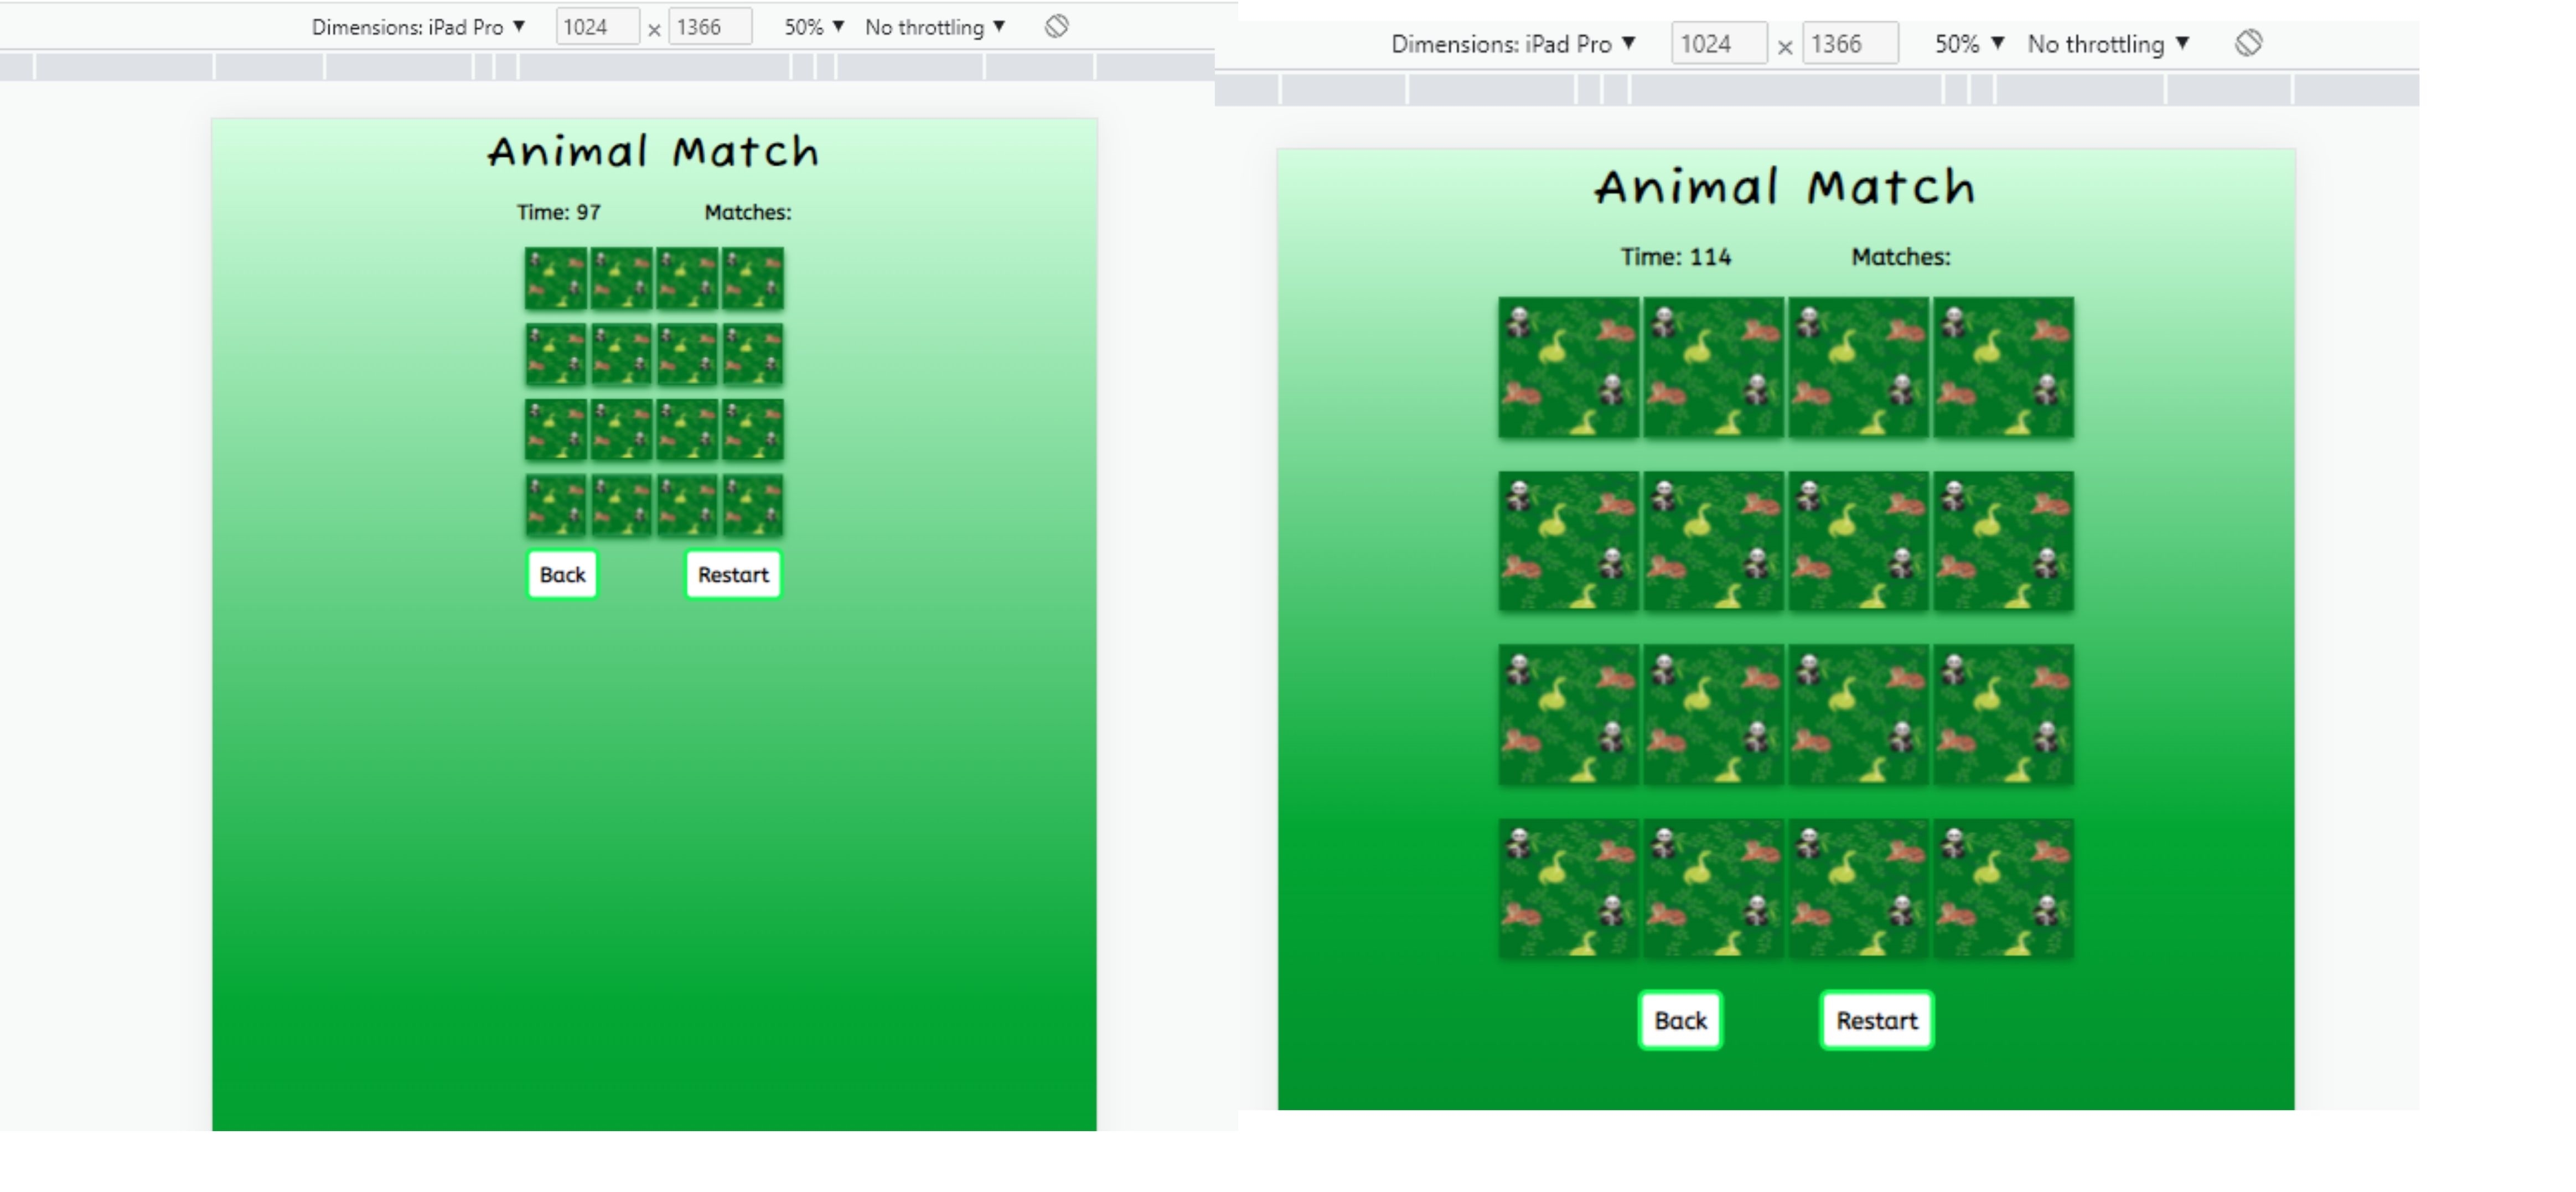 Dimensions: iPad Pro ▼ 1024 × 1366 50% ▼ No throttling ▼
Animal Match
Time: 97 Matches:
Back Restart
Dimensions: iPad Pro ▼ 1024 × 1366 50% ▼ No throttling ▼
Animal Match
Time: 114 Matches:
Back Restart